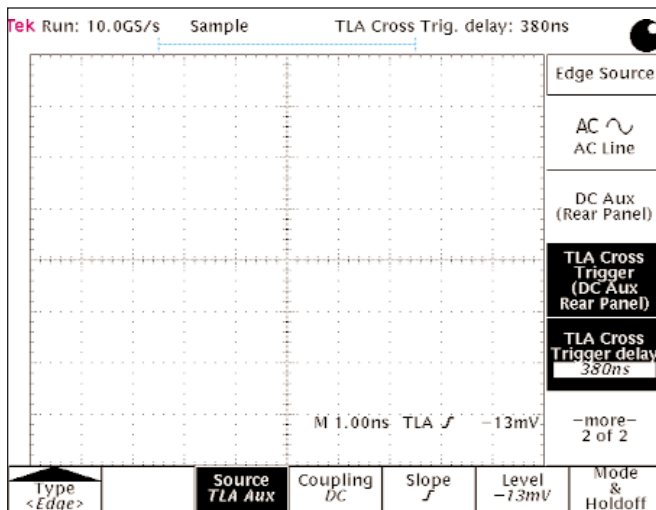 Tek Run: 10.0GS/s Sample TLA Cross Trig. delay: 380ns
Edge Source
AC
AC Line
DC Aux
(Rear Panel)
TLA Cross
Trigger
(DC Aux
Rear Panel)
TLA Cross
Trigger delay
380ns
M 1.00ns TLA -13mV
-more-
2 of 2
Type
<Edge>
Source
TLA Aux
Coupling
DC
Slope
Level
-13mV
Mode
&
Holdoff